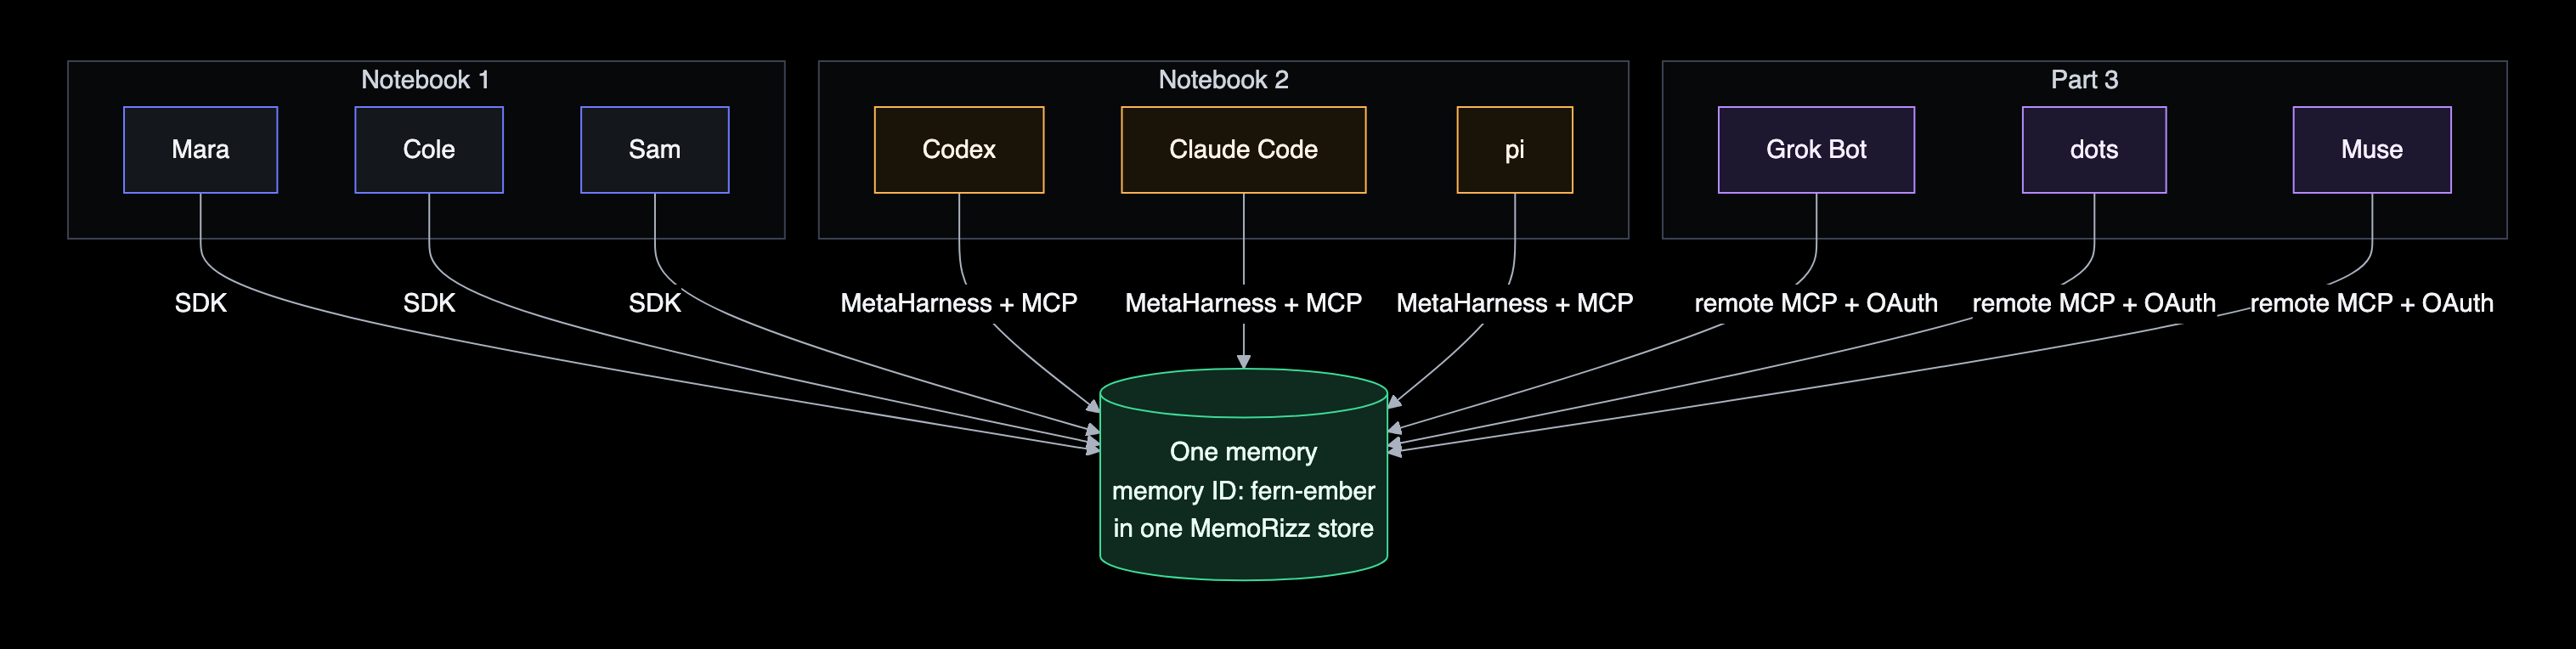 Notebook 1
Notebook 2
Part 3
Mara
Cole
Sam
Codex
Claude Code
pi
Grok Bot
dots
Muse
SDK
SDK
SDK
MetaHarness + MCP
MetaHarness + MCP
MetaHarness + MCP
remote MCP + OAuth
remote MCP + OAuth
remote MCP + OAuth
One memory
memory ID: fern-ember
in one MemoRizz store